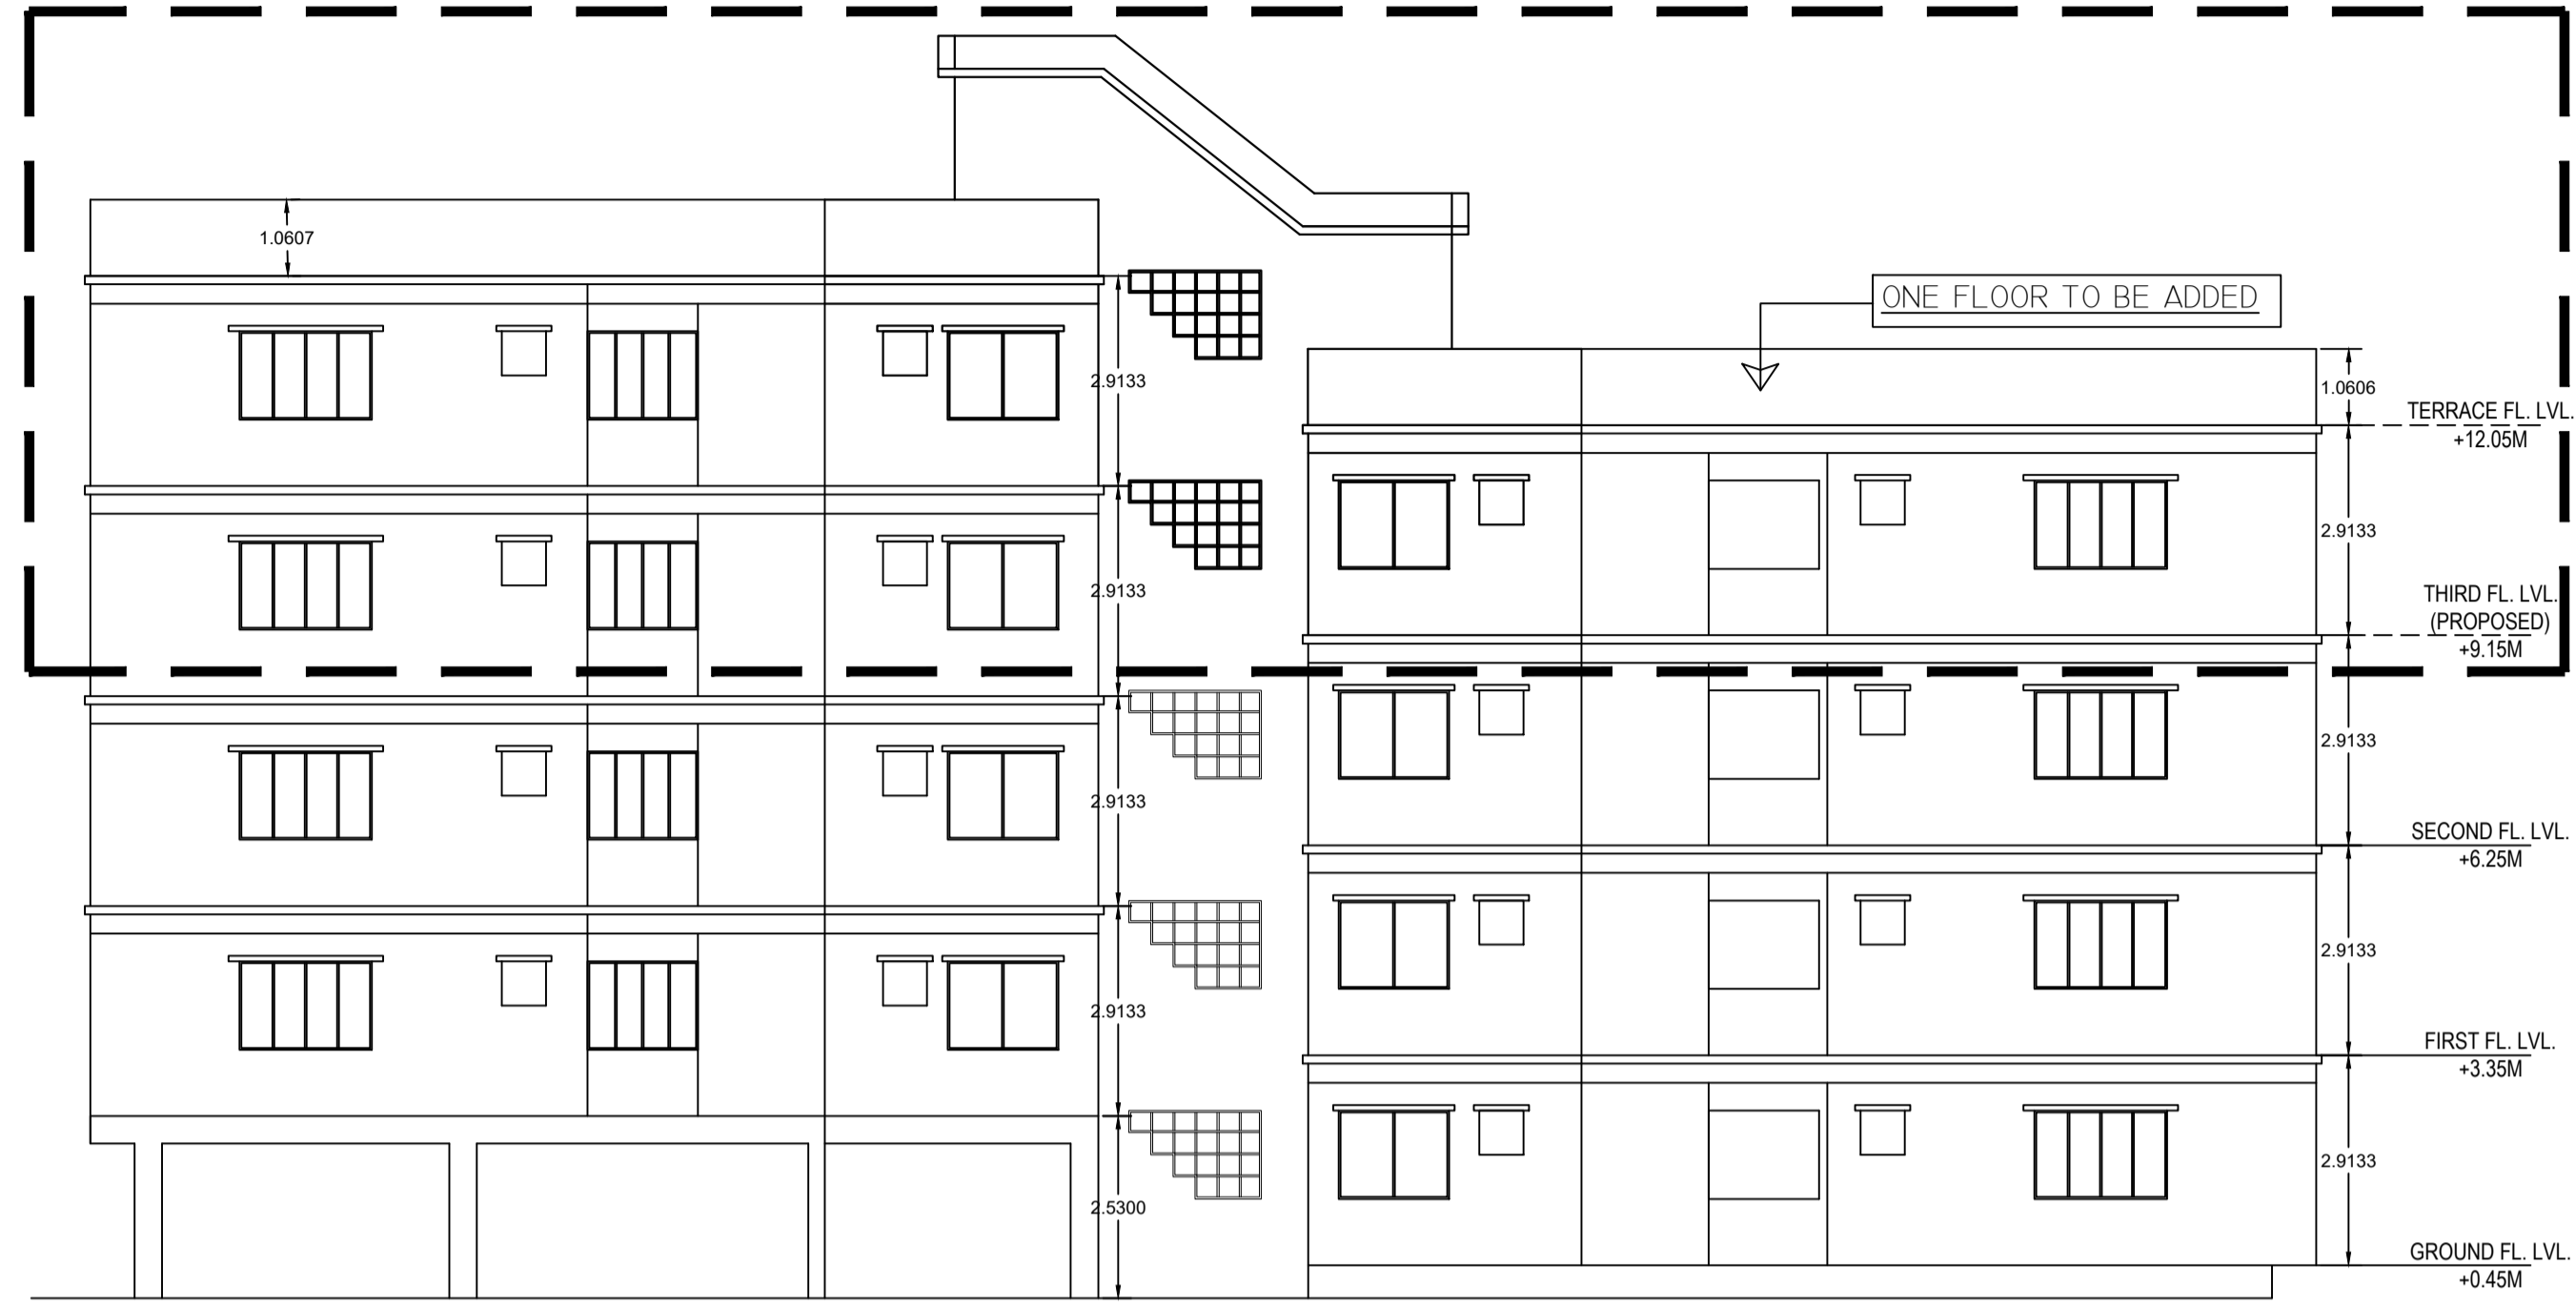 1.0607
ONE FLOOR TO BE ADDED
2.9133
1.0606
TERRACE FL. LVL.
+12.05M
2.9133
2.9133
THIRD FL. LVL.
(PROPOSED)
+9.15M
2.9133
2.9133
SECOND FL. LVL.
+6.25M
2.9133
2.9133
FIRST FL. LVL.
+3.35M
2.9133
2.5300
GROUND FL. LVL.
+0.45M